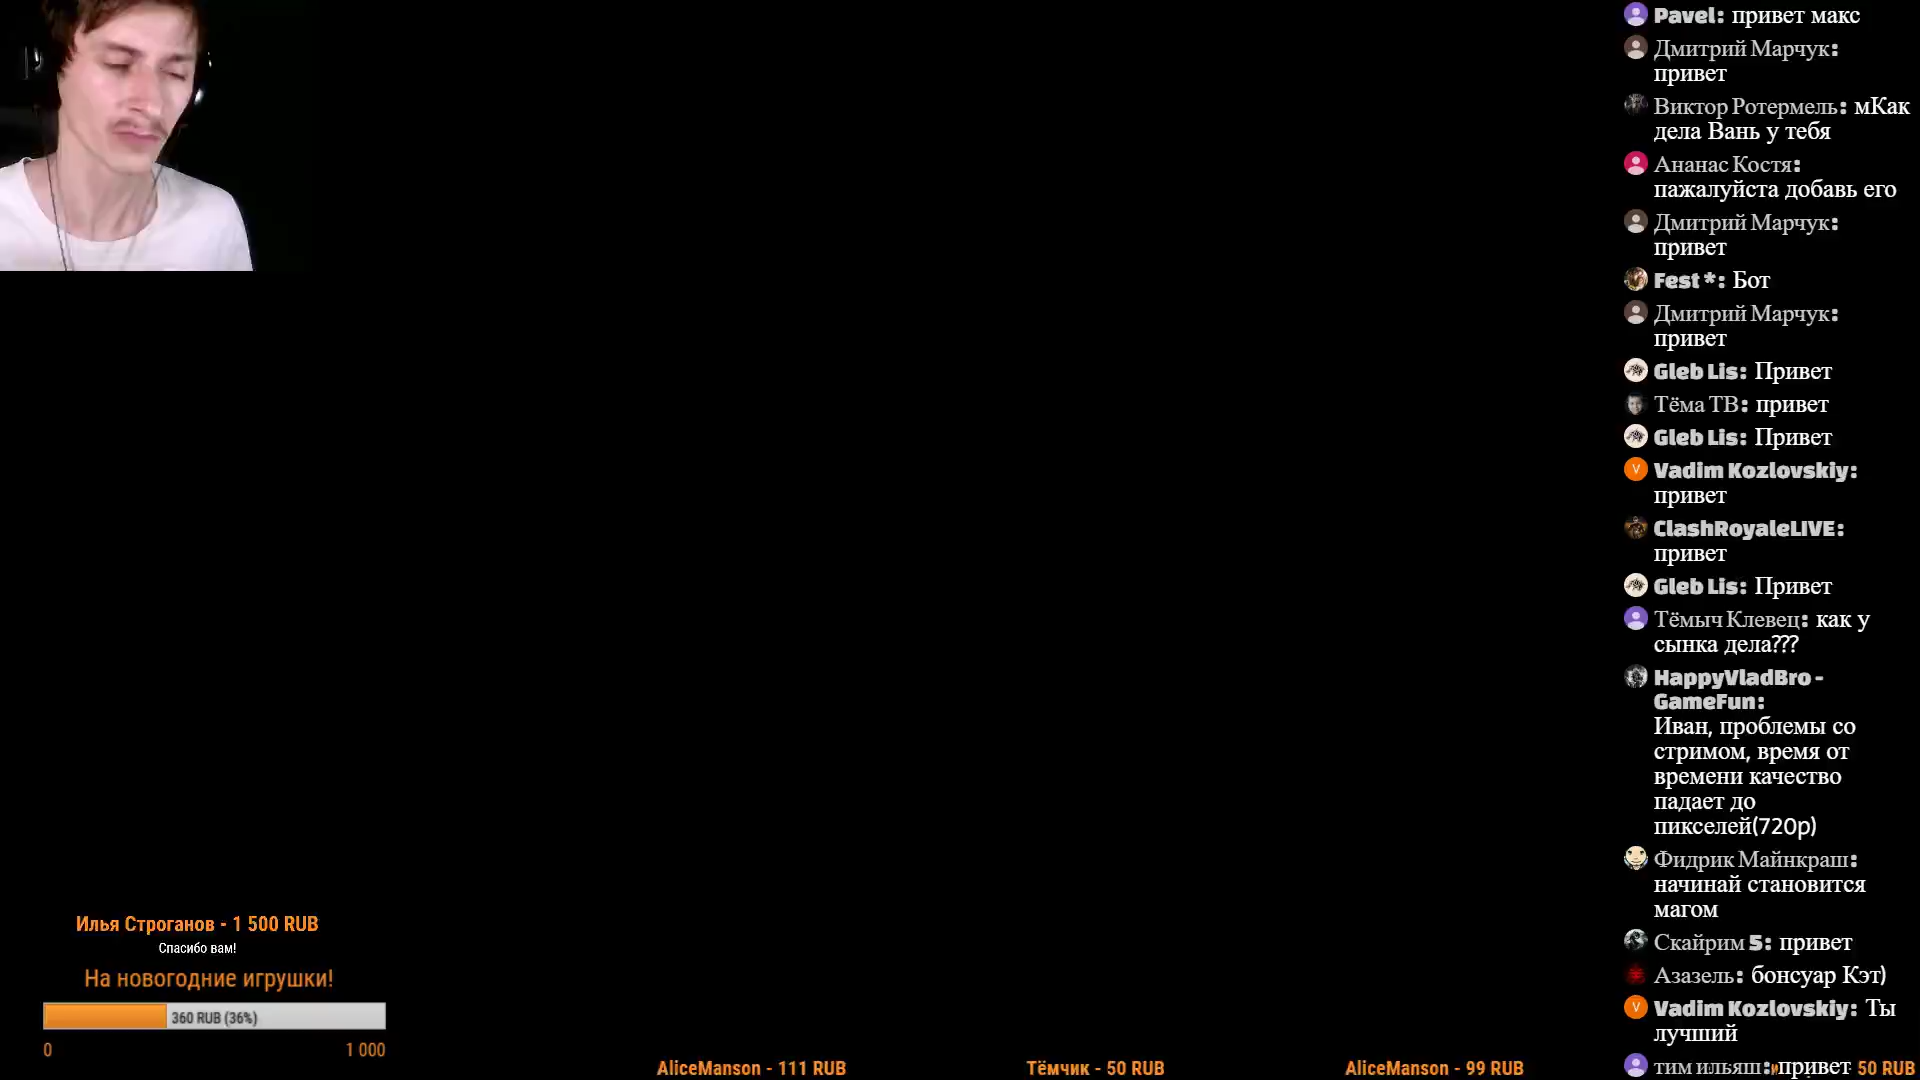 Pavel: привет макс
Дмитрий Марчук:
привет
Виктор Ротермель: мКак
дела Вань у тебя
Ананас Костя:
пажалуйста добавь его
Дмитрий Марчук:
привет
Fest *: Бот
Дмитрий Марчук:
привет
Gleb Lis: Привет
Тёма ТВ: привет
Gleb Lis: Привет
V Vadim Kozlovskiy:
привет
ClashRoyaleLIVE:
привет
Gleb Lis: Привет
Тёмыч Клевец: как у
сынка дела???
HappyVladBro -
GameFun:
Иван, проблемы со
стримом, время от
времени качество
падает до
пикселей(720p)
Фидрик Майнкраш:
начинай становится
магом
Скайрим 5: привет
Азазель: бонсуар Кэт)
V Vadim Kozlovskiy: Ты
лучший
тим ильяш: привет
Илья Строганов - 1 500 RUB
Спасибо вам!
На новогодние игрушки!
360 RUB (36%)
0 1 000
AliceManson - 111 RUB Тёмчик - 50 RUB AliceManson - 99 RUB 50 RUB